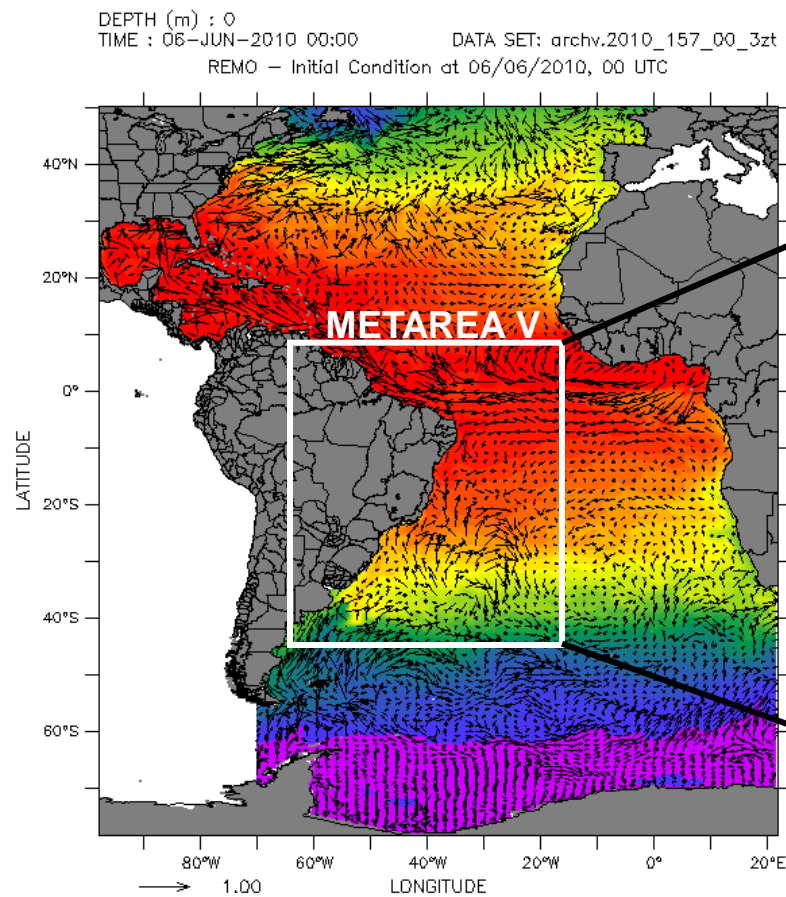 DEPTH (m) : 0
TIME : 06-JUN-2010 00:00 DATA SET: archv.2010_157_00_3zt
REMO – Initial Condition at 06/06/2010, 00 UTC
40°N
20°N
METAREA V
0°
LATITUDE
20°S
40°S
60°S
80°W 60°W 40°W 20°W 0° 20°E
1.00 LONGITUDE